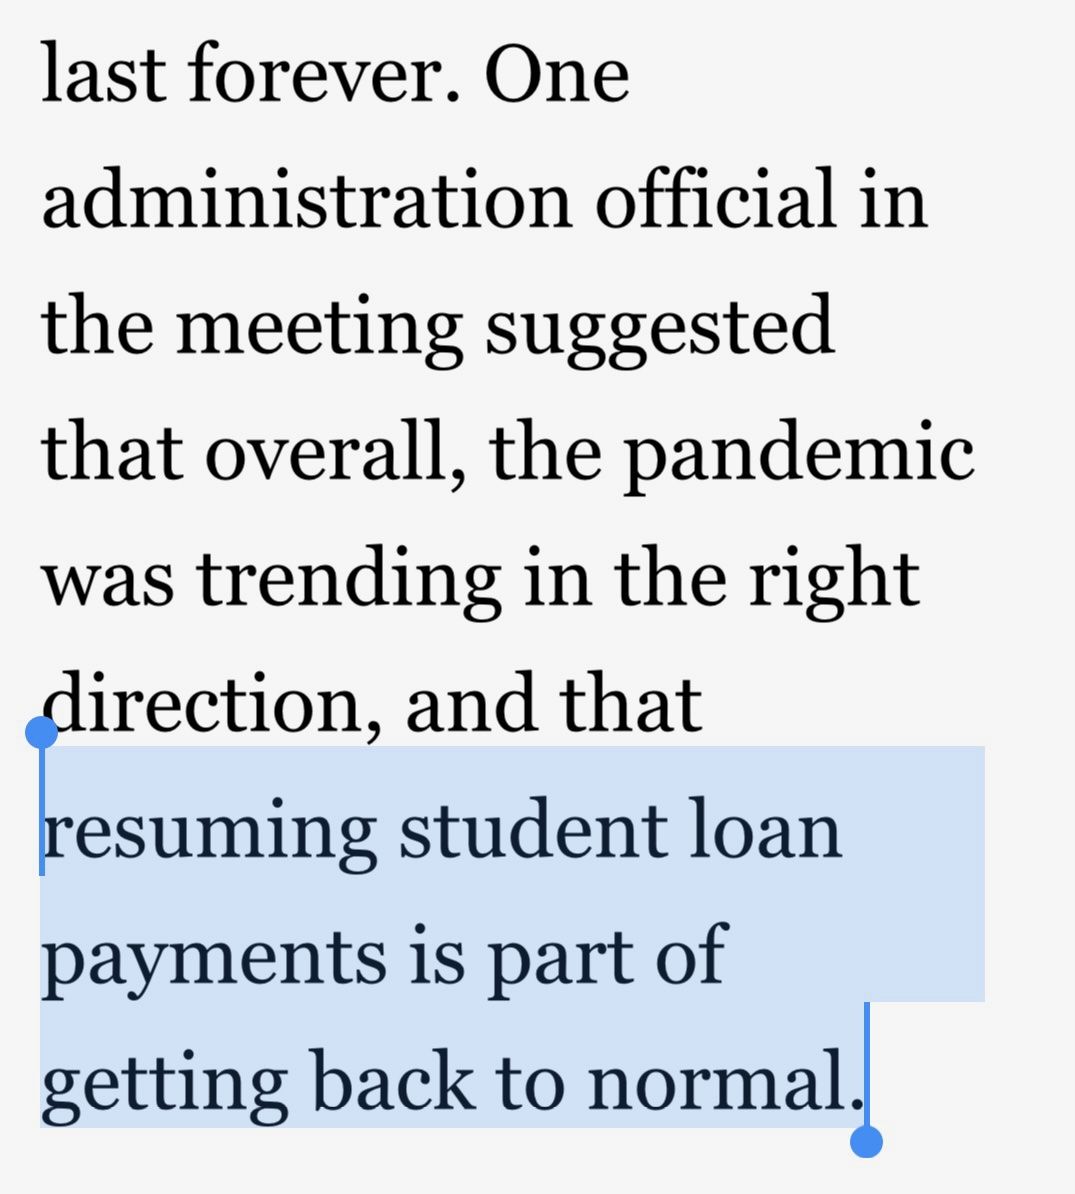 last forever. One
administration official in
the meeting suggested
that overall, the pandemic
was trending in the right
direction, and that
resuming student loan
payments is part of
getting back to normal.